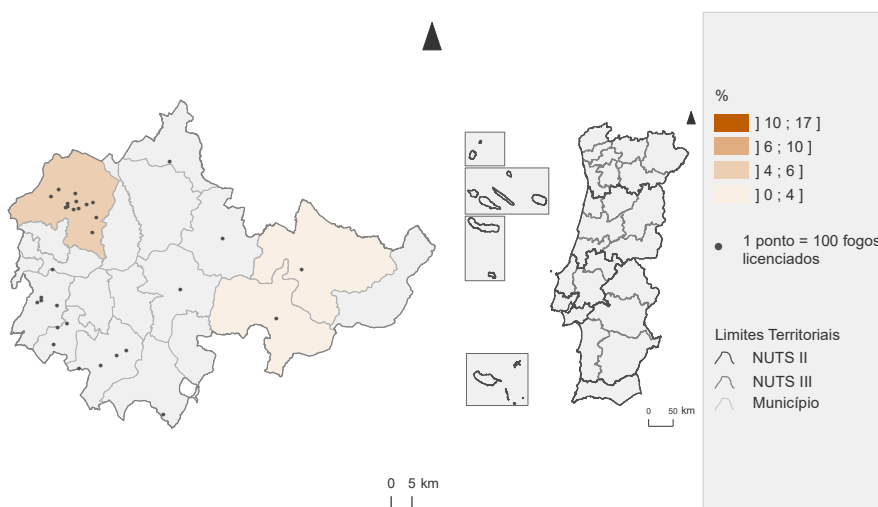 %
] 10 ; 17 ]
] 6 ; 10 ]
] 4 ; 6 ]
] 0 ; 4 ]
1 ponto = 100 fogos
licenciados
Limites Territoriais
NUTS II
NUTS III
Município
0 50 km
0 5 km